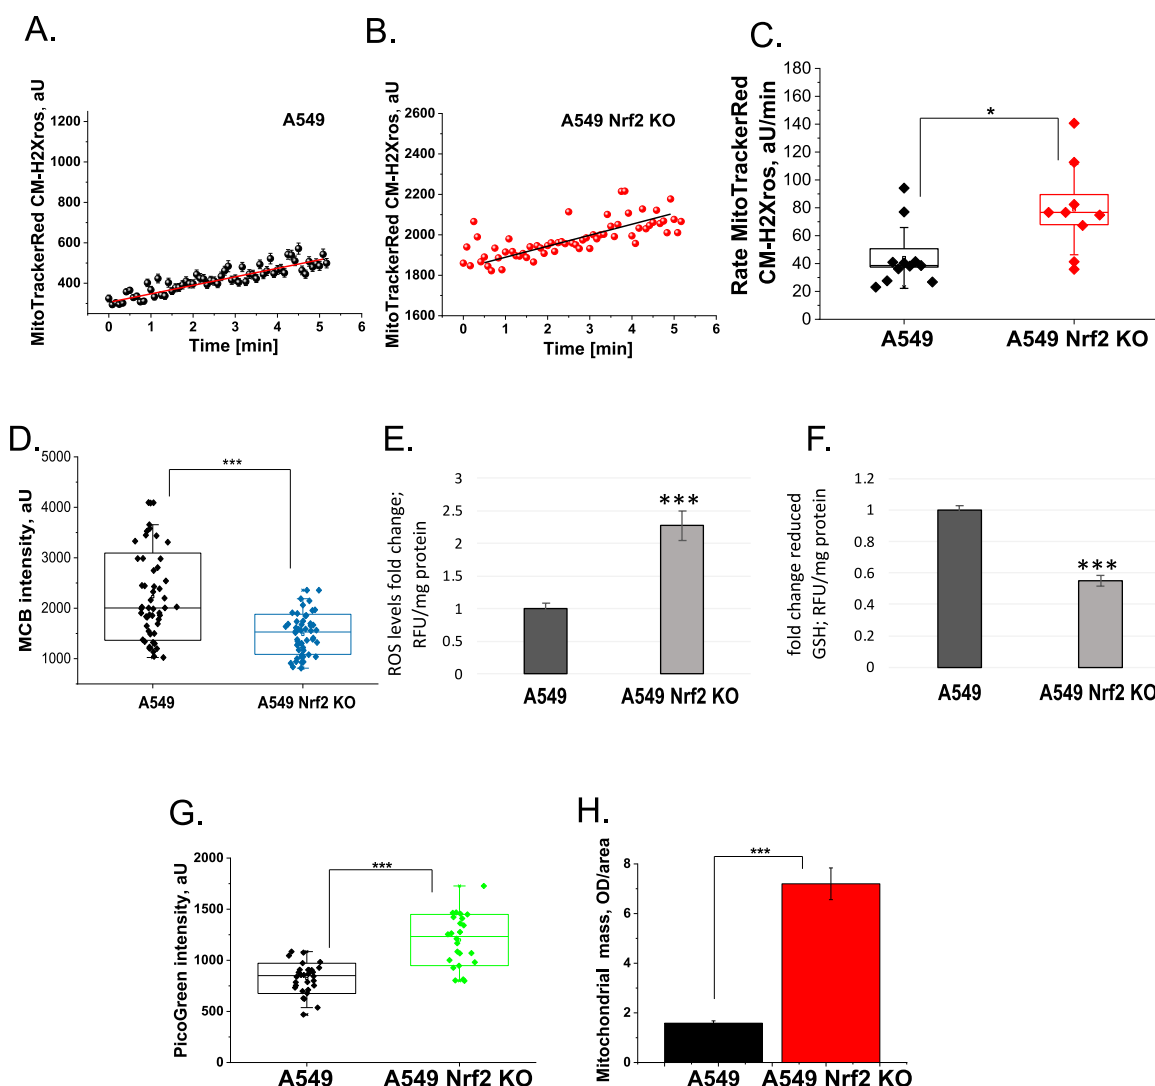 A.
MitoTrackerRed CM-H2Xros, aU
1200
1000
800
600
400
A549
0 1 2 3 4 5 6
Time [min]
B.
MitoTrackerRed CM-H2Xros, aU
2600
2400
2200
2000
1800
1600
A549 Nrf2 KO
0 1 2 3 4 5 6
Time [min]
C.
Rate MitoTrackerRed
CM-H2Xros, aU/min
180
160
140
120
100
80
60
40
20
0
*
A549 A549 Nrf2 KO
D.
MCB intensity, aU
5000
4000
3000
2000
1000
***
A549 A549 Nrf2 KO
E.
ROS levels fold change;
RFU/mg protein
3
2.5
2
1.5
1
0.5
0
***
A549 A549 Nrf2 KO
F.
fold change reduced
GSH; RFU/mg protein
1.2
1
0.8
0.6
0.4
0.2
0
***
A549 A549 Nrf2 KO
G.
PicoGreen intensity, aU
2000
1500
1000
500
0
***
A549 A549 Nrf2 KO
H.
Mitochondrial mass, OD/area
8
6
4
2
0
***
A549 A549 Nrf2 KO